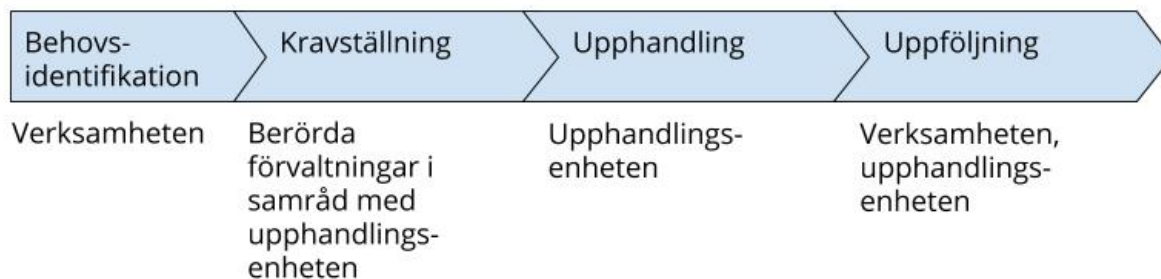 Behovs-
identifikation
Kravställning
Upphandling
Uppföljning
Verksamheten
Berörda
förvaltningar i
samråd med
upphandlings-
enheten
Upphandlings-
enheten
Verksamheten,
upphandlings-
enheten